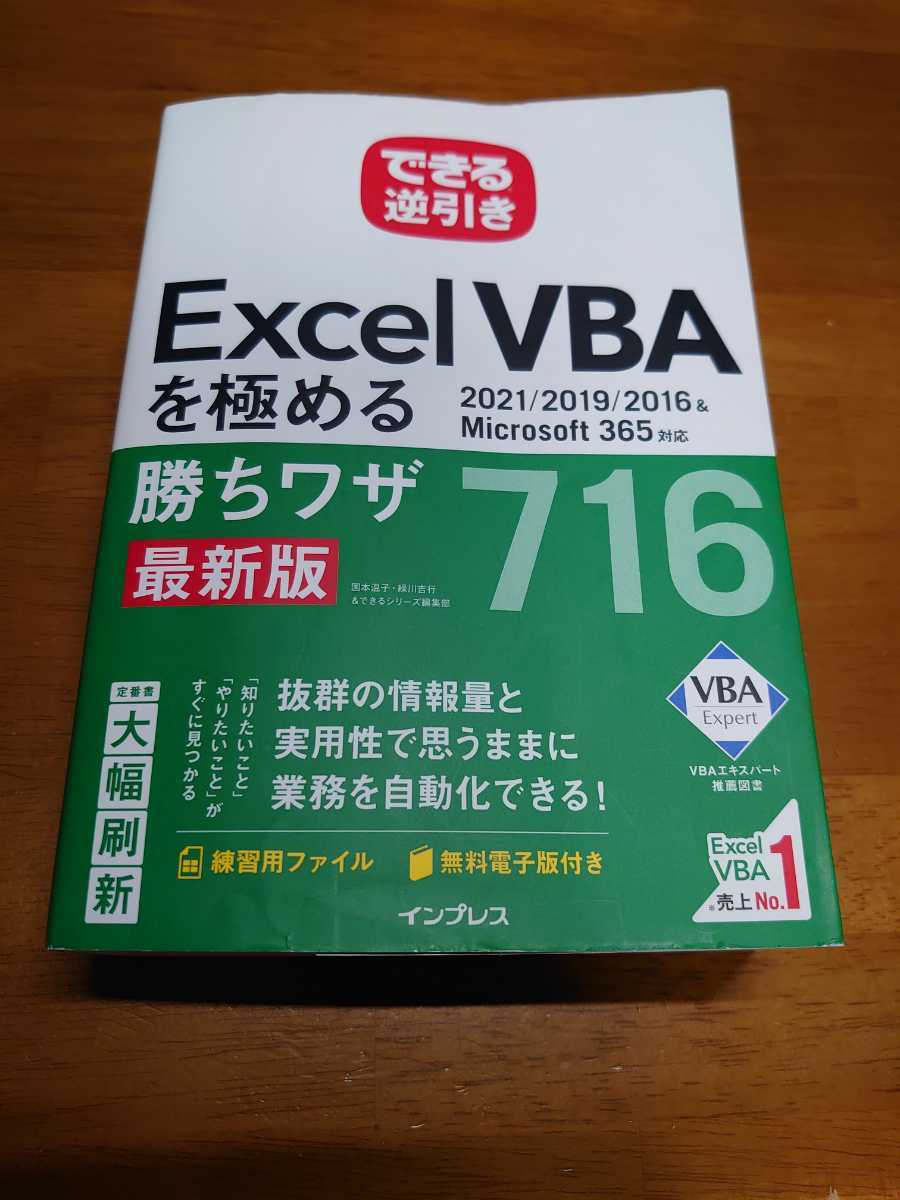 できる
逆引き
Excel VBA
を極める
2021/2019/2016&
Microsoft 365対応
勝ちワザ
716
最新版
国本温子・緑川吉行
&できるシリーズ編集部
定番書
大幅刷新
「知りたいこと」
「やりたいこと」が
すぐに見つかる
抜群の情報量と
実用性で思うままに
業務を自動化できる!
VBA
Expert
VBAエキスパート
推薦図書
練習用ファイル
無料電子版付き
Excel
VBA
※売上No.1
インプレス